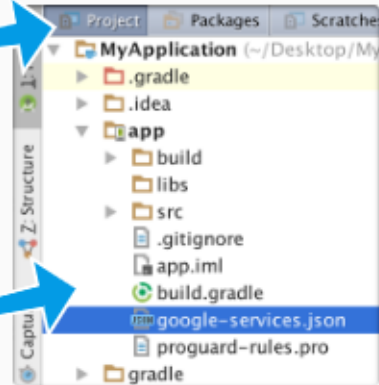 Project Packages Scratches
MyApplication (~/Desktop/My
.gradle
.idea
app
build
libs
Z: Structure
src
.gitignore
app.iml
build.gradle
Captu
google-services.json
proguard-rules.pro
gradle